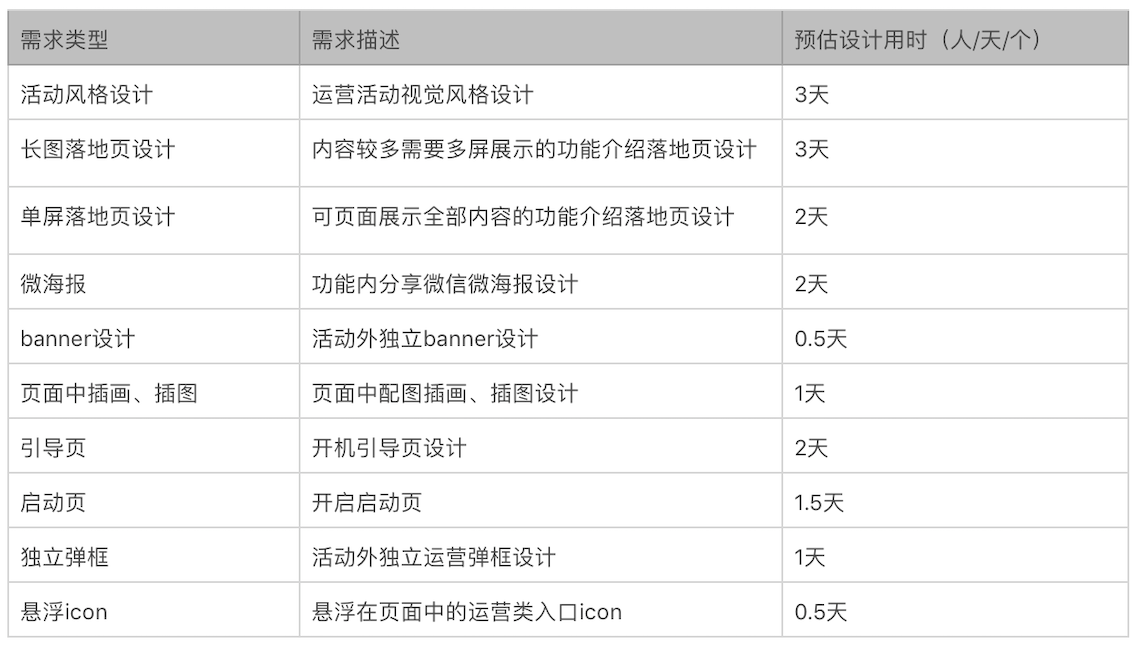 需求类型 需求描述 预估设计用时（人/天/个）
活动风格设计 运营活动视觉风格设计 3天
长图落地页设计 内容较多需要多屏展示的功能介绍落地页设计 3天
单屏落地页设计 可页面展示全部内容的功能介绍落地页设计 2天
微海报 功能内分享微信微海报设计 2天
banner设计 活动外独立banner设计 0.5天
页面中插画、插图 页面中配图插画、插图设计 1天
引导页 开机引导页设计 2天
启动页 开启启动页 1.5天
独立弹框 活动外独立运营弹框设计 1天
悬浮icon 悬浮在页面中的运营类入口icon 0.5天